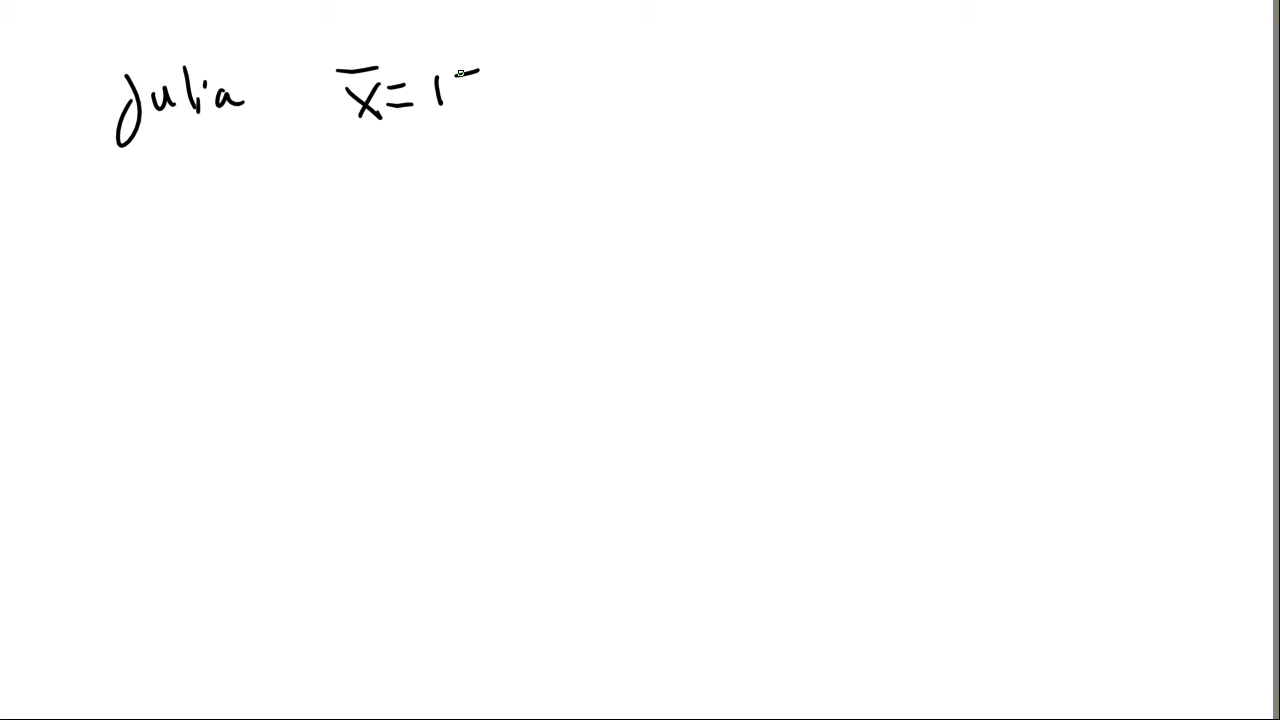 Julia x̄ = 1